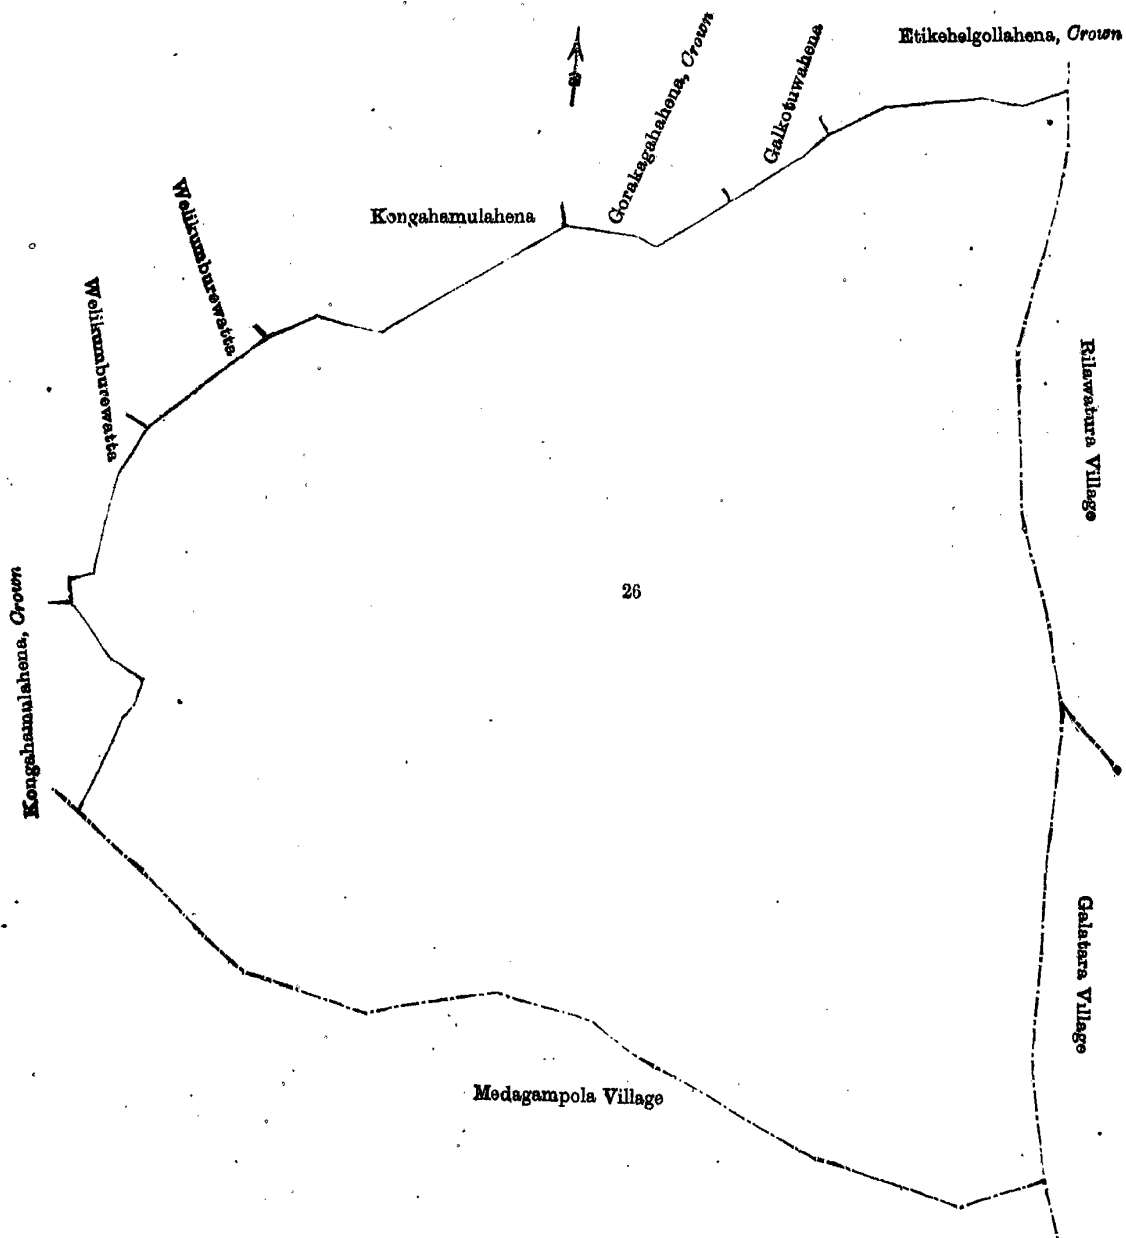 Etikehelgollahena, Crown
Gorakagahahena, Crown
Galkotuwahena
Kongahamulahena
Welikumburewatta
Welikumburewatta
Rilawatura Village
26
Kongahamulahena, Crown
Galatara Village
Medagampola Village